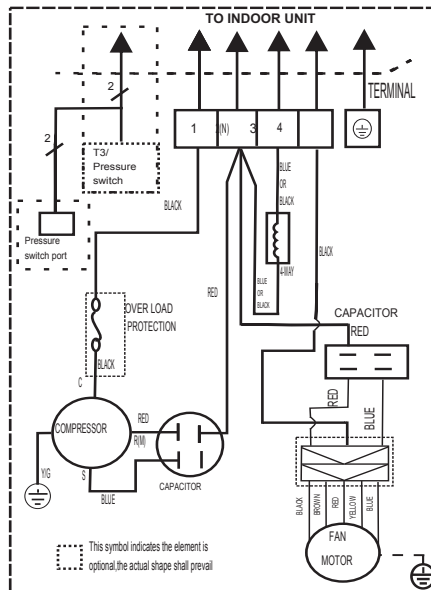 TO INDOOR UNIT
2
TERMINAL
1
2(N)
3
4
2
T3/
Pressure
switch
BLUE
OR
BLACK
BLACK
Pressure
switch port
4-WAY
BLACK
RED
BLUE
OR
BLACK
CAPACITOR
RED
OVER LOAD
PROTECTION
BLACK
C
RED
BLUE
COMPRESSOR
RED
R(M)
CAPACITOR
Y/G
S
BLUE
BLACK
BROWN
RED
YELLOW
BLUE
FAN
MOTOR
This symbol indicates the element is
optional,the actual shape shall prevail